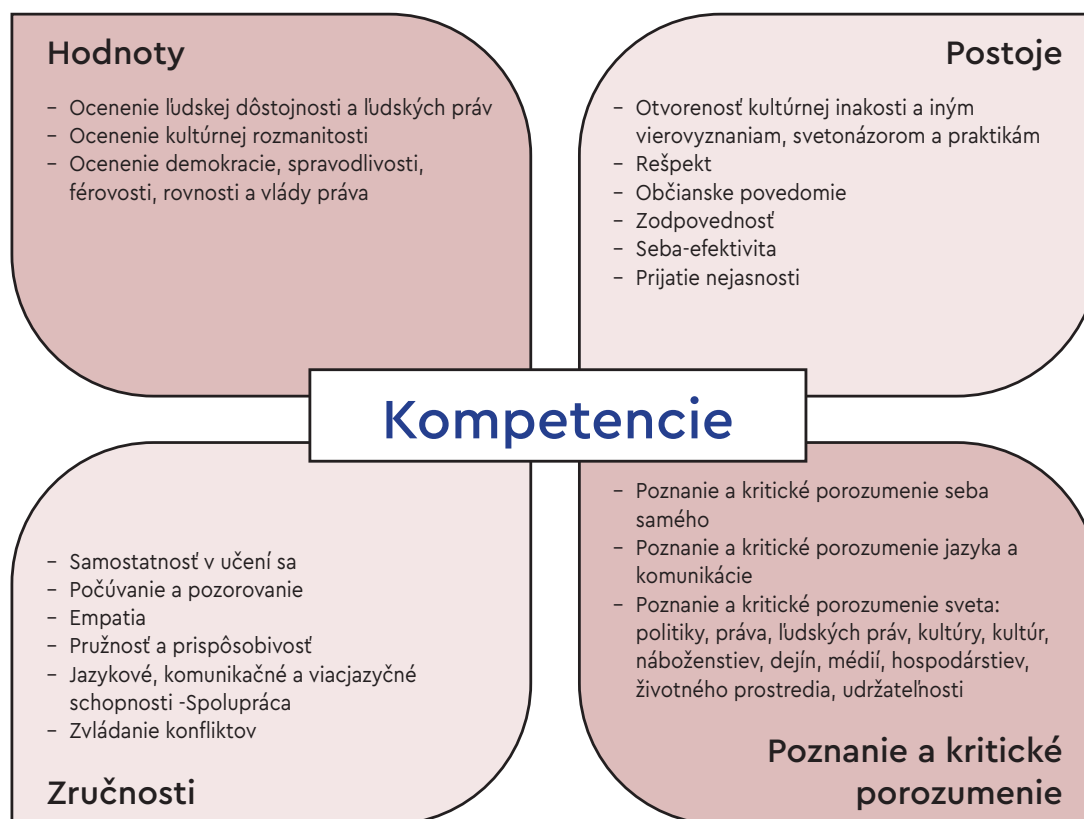 Hodnoty
– Ocenenie ľudskej dôstojnosti a ľudských práv
– Ocenenie kultúrnej rozmanitosti
– Ocenenie demokracie, spravodlivosti,
férovosti, rovnosti a vlády práva
Postoje
– Otvorenosť kultúrnej inakosti a iným
vierovyznaniam, svetonázorom a praktikám
– Rešpekt
– Občianske povedomie
– Zodpovednosť
– Seba-efektivita
– Prijatie nejasnosti
Kompetencie
– Samostatnosť v učení sa
– Počúvanie a pozorovanie
– Empatia
– Pružnosť a prispôsobivosť
– Jazykové, komunikačné a viacjazyčné
schopnosti -Spolupráca
– Zvládanie konfliktov
Zručnosti
– Poznanie a kritické porozumenie seba
samého
– Poznanie a kritické porozumenie jazyka a
komunikácie
– Poznanie a kritické porozumenie sveta:
politiky, práva, ľudských práv, kultúry, kultúr,
náboženstiev, dejín, médií, hospodárstiev,
životného prostredia, udržateľnosti
Poznanie a kritické
porozumenie